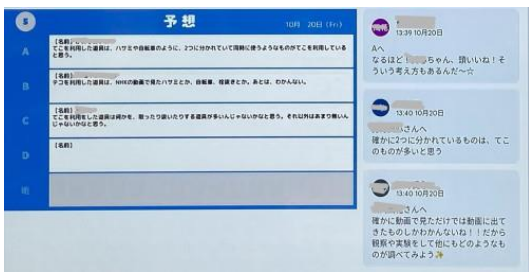 5
予想
10月 20日 (Fri)
A
【名前】
てこを利用した道具は、ハサミや自転車のように、2つに分かれていて同時に使うようなものがてこを利用している
と思う。
B
【名前】
テコを利用した道具は、NHKの動画で見たハサミとか、自転車、栓抜きとか。あとは、わかんない。
C
【名前】
てこを利用をした道具は何かを、取ったり抜いたりする道具が多いんじゃないかなと思う。それ以外はあまり無いん
じゃないかなと思う。
D
【名前】
班
13:39 10月20日
Aへ
なるほど ちゃん、頭いいね!そ
ういう考え方もあるんだ〜☆
13:40 10月20日
さんへ
確かに2つに分かれているものは、てこ
のものが多いと思う
13:40 10月20日
さんへ
確かに動画で見ただけでは動画に出て
きたものしかわかんないね!!だから
観察や実験をして他にもどのようなも
のが調べてみよう✨